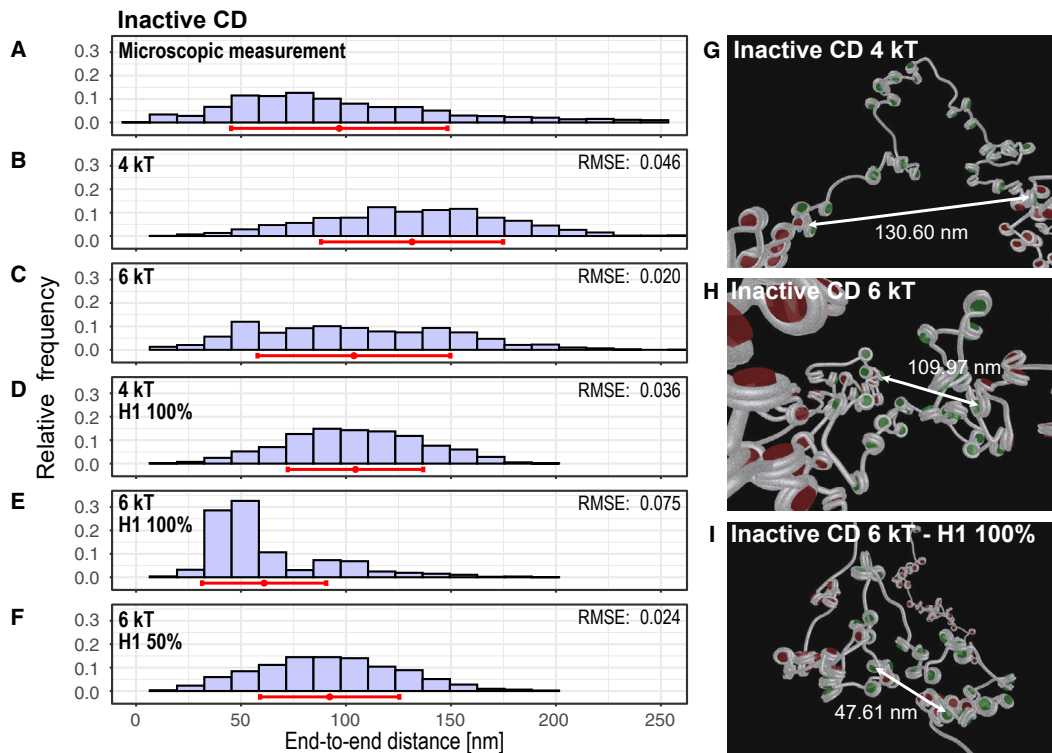 Inactive CD
A
Microscopic measurement
0.3
0.2
0.1
0.0
B
4 kT
RMSE: 0.046
0.3
0.2
0.1
0.0
C
6 kT
RMSE: 0.020
0.3
0.2
0.1
0.0
D
4 kT
H1 100%
RMSE: 0.036
0.3
0.2
0.1
0.0
E
6 kT
H1 100%
RMSE: 0.075
0.3
0.2
0.1
0.0
F
6 kT
H1 50%
RMSE: 0.024
0.3
0.2
0.1
0.0
Relative frequency
0 50 100 150 200 250
End-to-end distance [nm]
G
Inactive CD 4 kT
130.60 nm
H
Inactive CD 6 kT
109.97 nm
I
Inactive CD 6 kT - H1 100%
47.61 nm